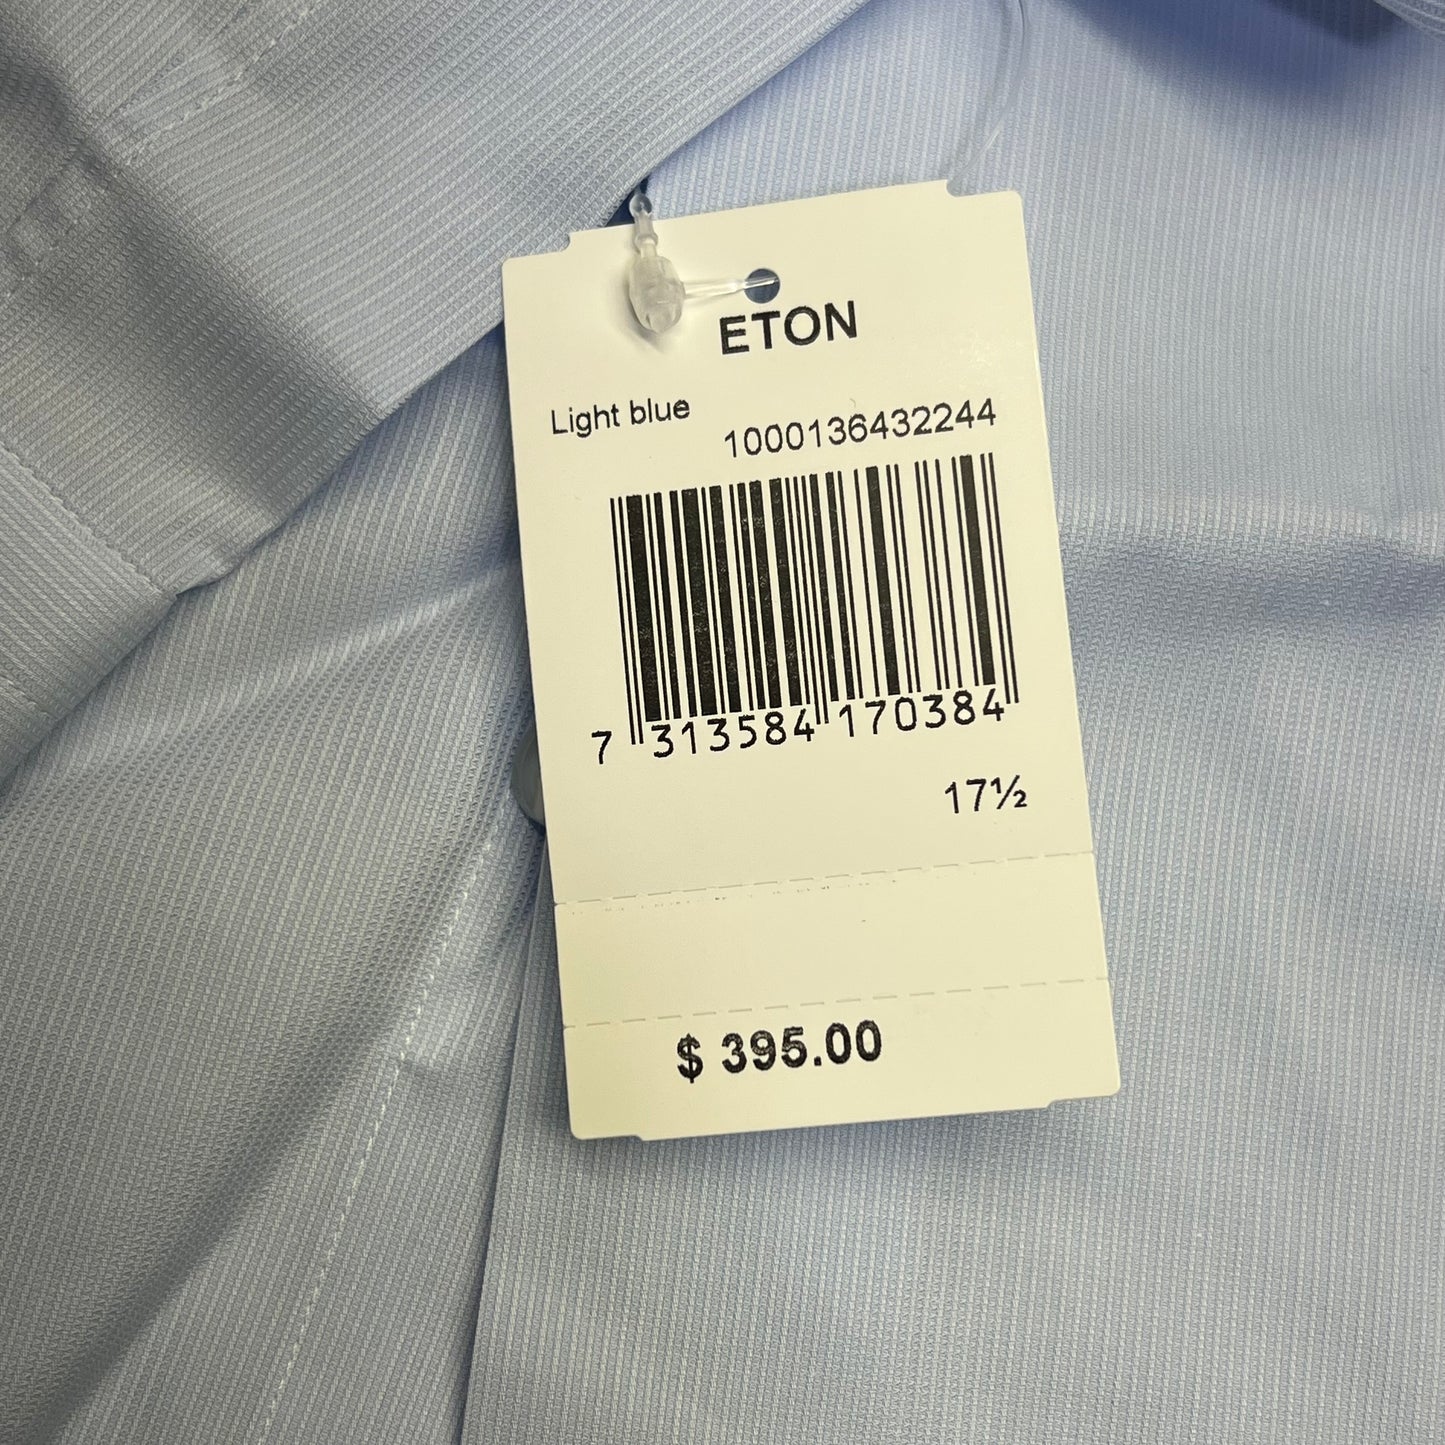 ETON
Light blue
1000136432244
7 313584 170384
17½
$ 395.00